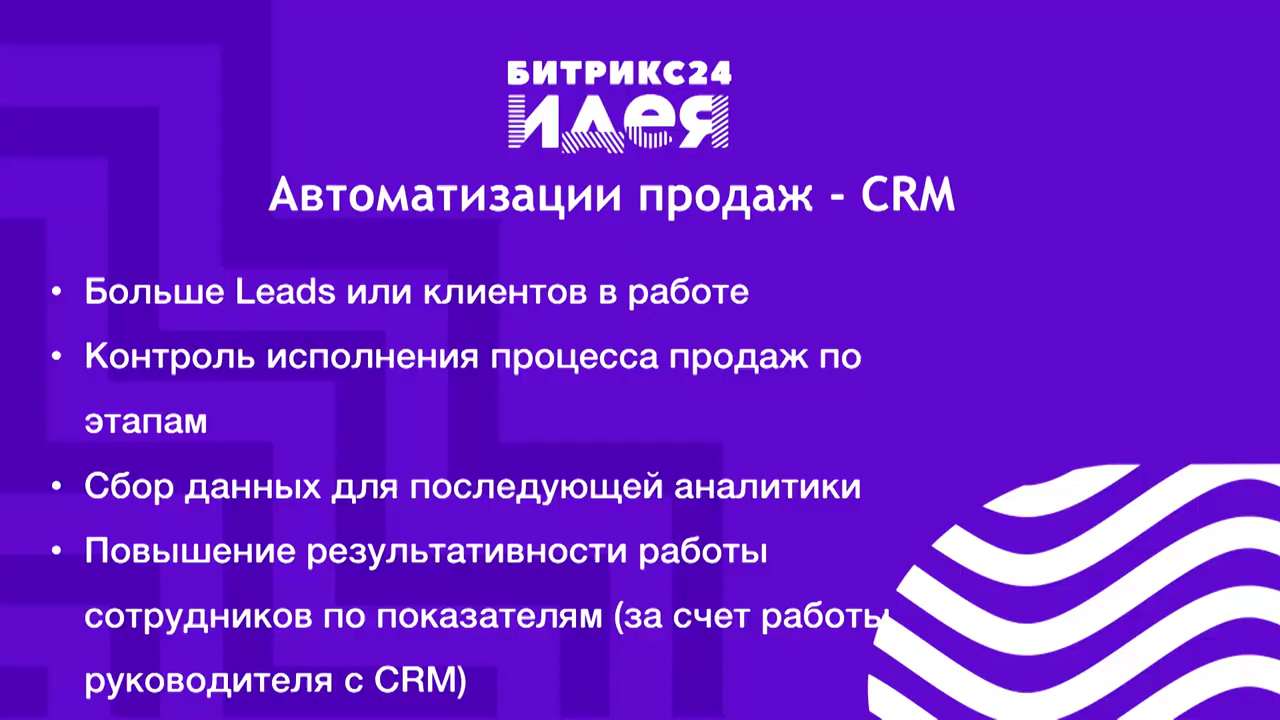 БИТРИКС24
идея
Автоматизации продаж - CRM
• Больше Leads или клиентов в работе
• Контроль исполнения процесса продаж по
этапам
• Сбор данных для последующей аналитики
• Повышение результативности работы
сотрудников по показателям (за счет работы
руководителя с CRM)